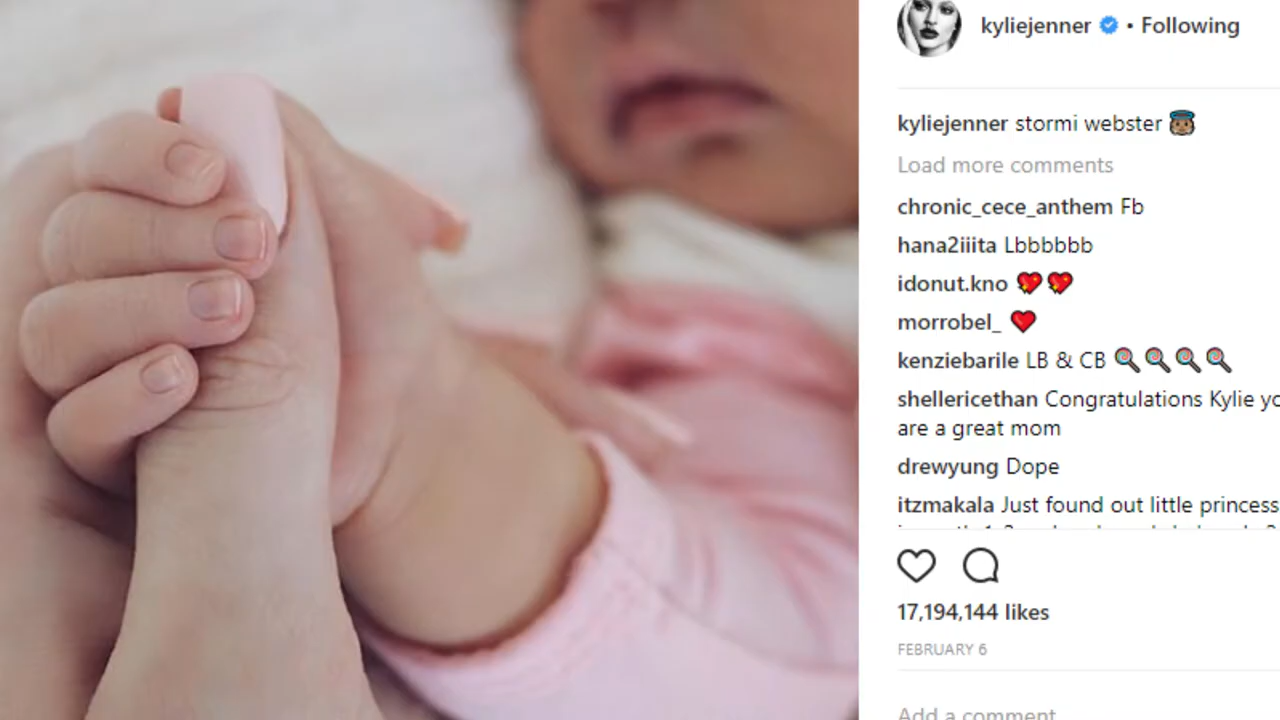 kyliejenner • Following
kyliejenner stormi webster
Load more comments
chronic_cece_anthem Fb
hana2iiita Lbbbbbb
idonut.kno
morrobel_
kenziebarile LB & CB
shellericethan Congratulations Kylie
are a great mom
drewyung Dope
itzmakala Just found out little princess
17,194,144 likes
FEBRUARY 6
Add a comment